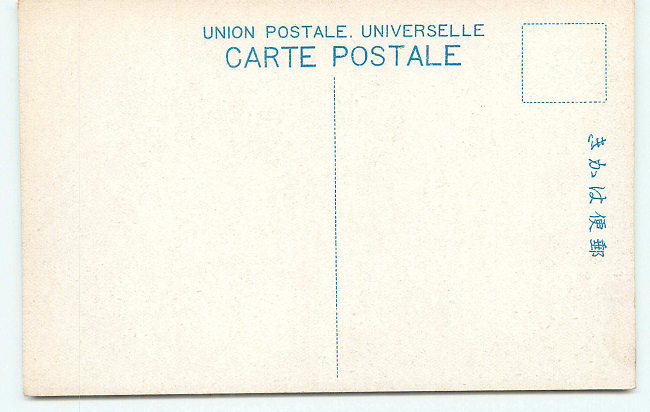 UNION POSTALE. UNIVERSELLE
CARTE POSTALE
郵便はかき